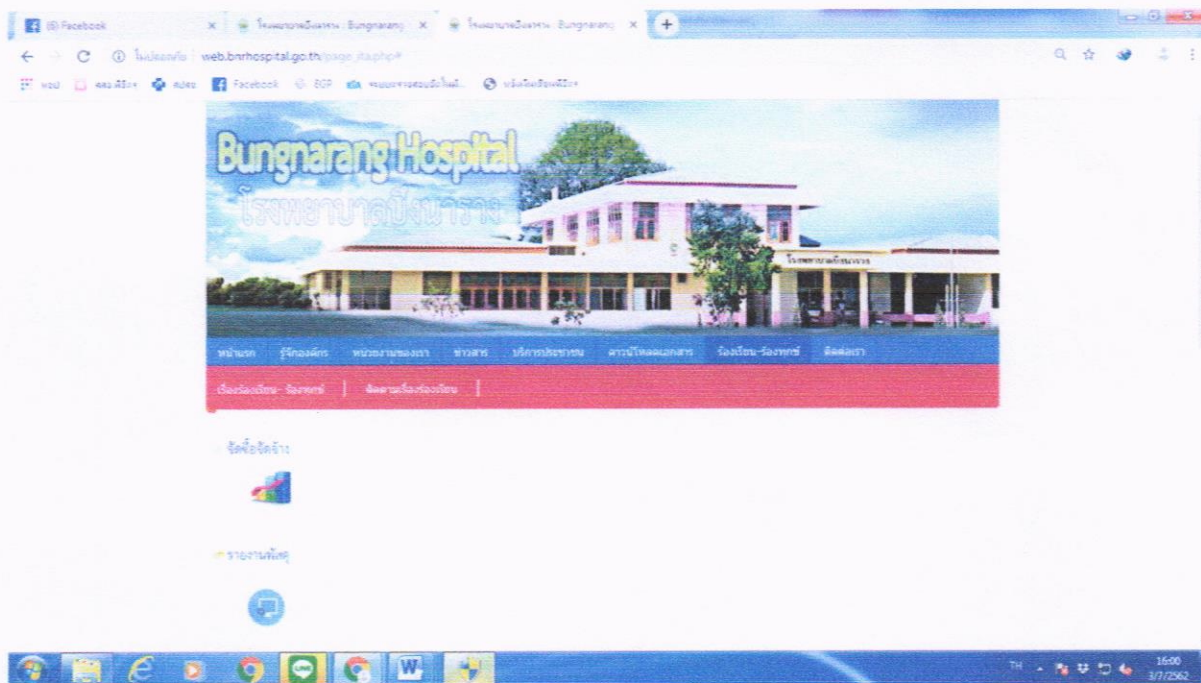 (6) Facebook
โรงพยาบาลบึงนาราง : Bungnarang
โรงพยาบาลบึงนาราง : Bungnarang
ไม่ปลอดภัย
web.bnrhospital.go.th/page_ita.php#
Facebook
EGP
Bungnarang Hospital
โรงพยาบาลบึงนาราง
โรงพยาบาลบึงนาราง
หน้าแรก รู้จักองค์กร หน่วยงานของเรา ข่าวสาร บริการประชาชน ดาวน์โหลดเอกสาร ร้องเรียน-ร้องทุกข์ ติดต่อเรา
เรื่องร้องเรียน- ร้องทุกข์ | ติดตามเรื่องร้องเรียน |
จัดซื้อจัดจ้าง
รายงานพัสดุ
TH
16:00
3/7/2562